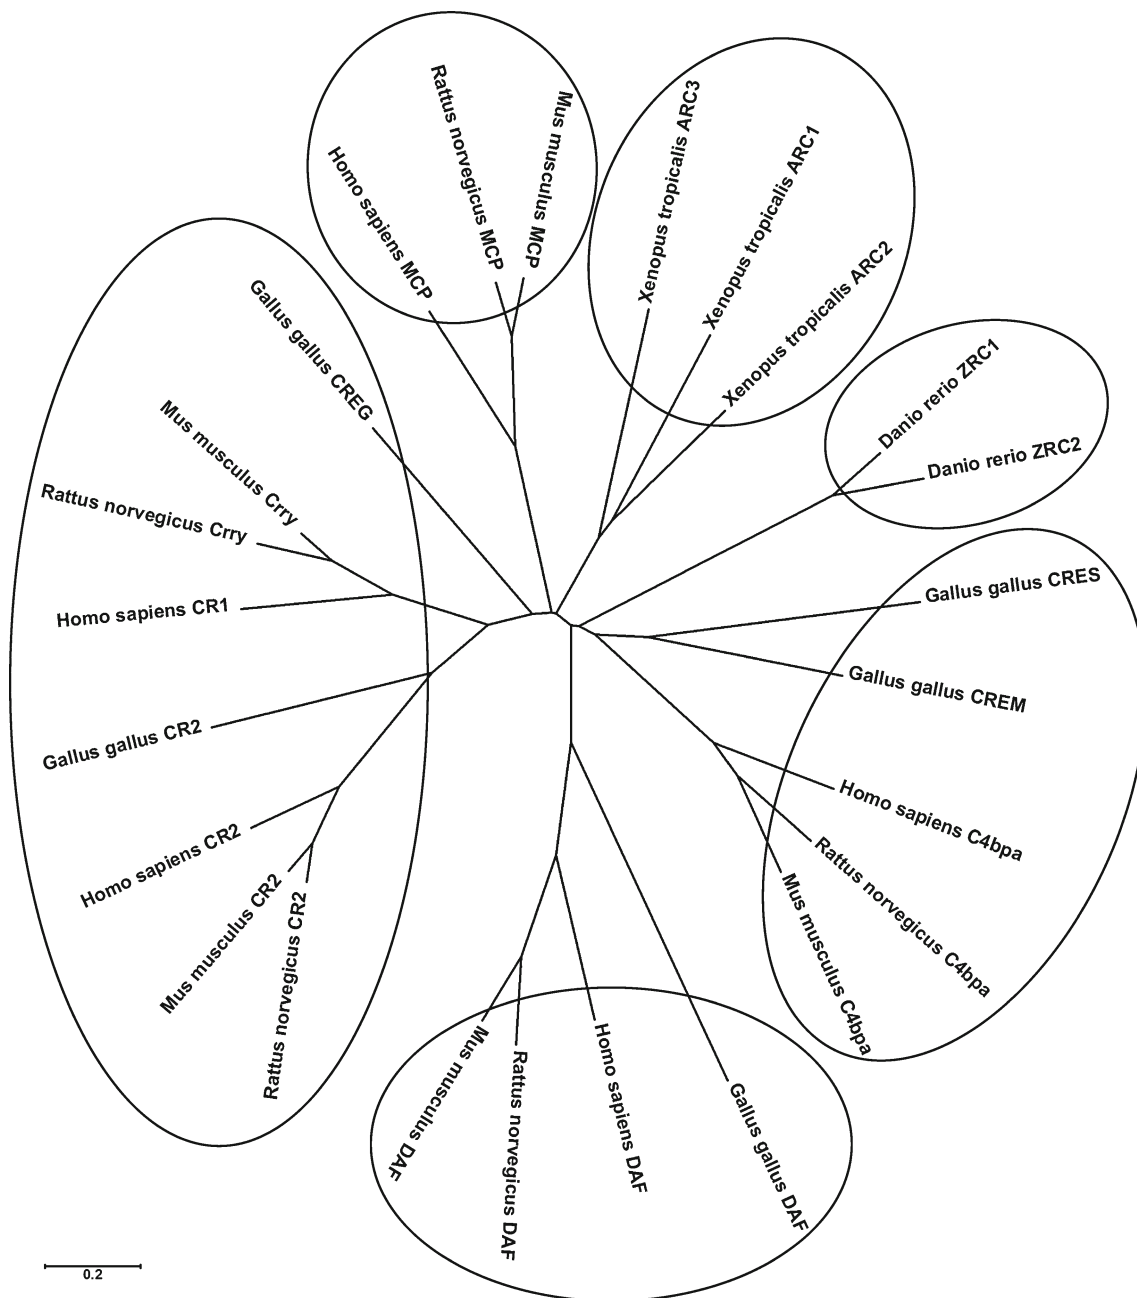 Rattus norvegicus MCP
Mus musculus MCP
Homo sapiens MCP
Xenopus tropicalis ARC3
Xenopus tropicalis ARC1
Xenopus tropicalis ARC2
Danio rerio ZRC1
Danio rerio ZRC2
Gallus gallus CREG
Mus musculus Crry
Rattus norvegicus Crry
Homo sapiens CR1
Gallus gallus CR2
Homo sapiens CR2
Mus musculus CR2
Rattus norvegicus CR2
Gallus gallus CRES
Gallus gallus CREM
Homo sapiens C4bpa
Rattus norvegicus C4bpa
Mus musculus C4bpa
Mus musculus DAF
Rattus norvegicus DAF
Homo sapiens DAF
Gallus gallus DAF
0.2